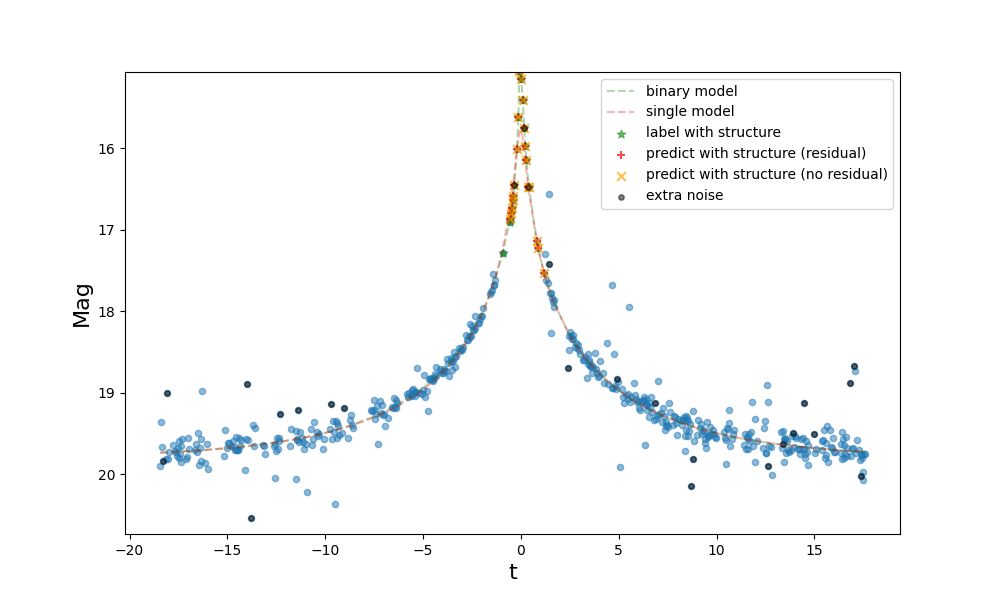 binary model
single model
label with structure
predict with structure (residual)
predict with structure (no residual)
extra noise
16
17
18
19
20
Mag
−20
−15
−10
−5
0
5
10
15
t